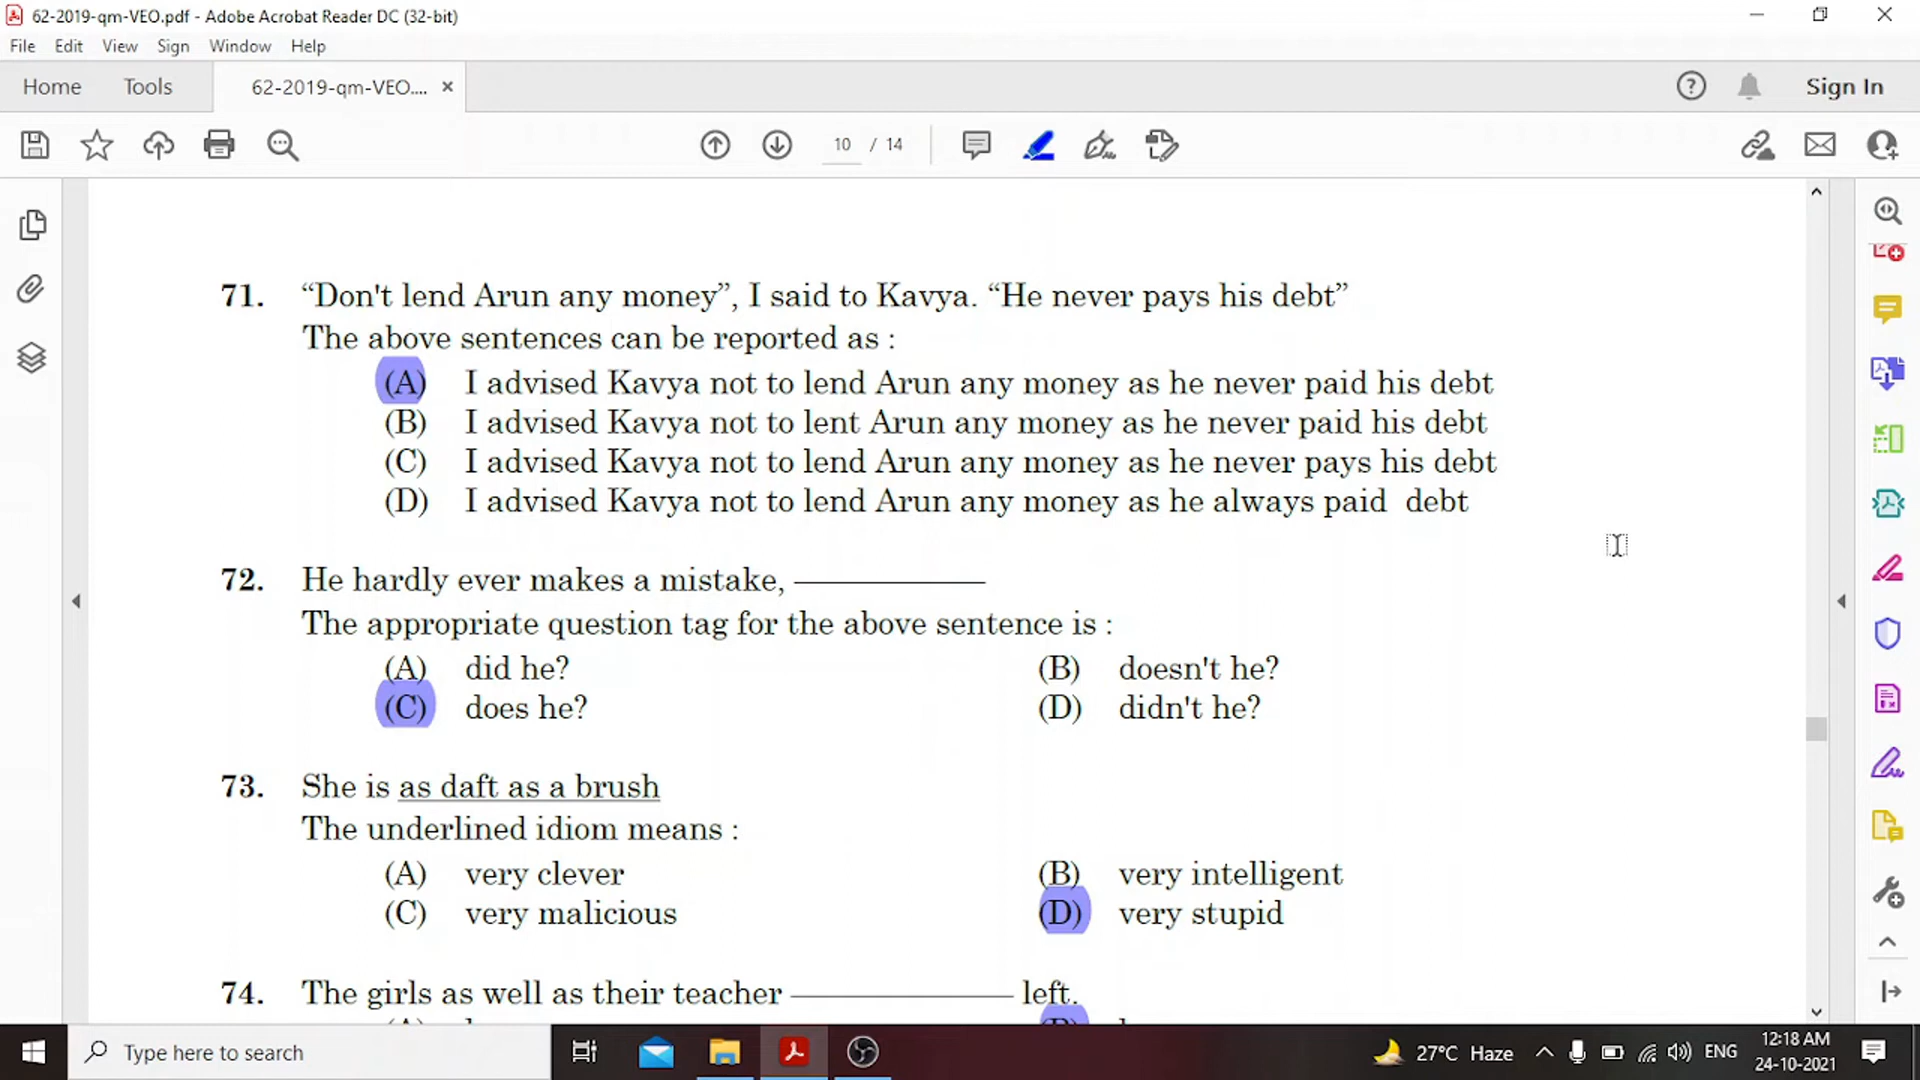 62-2019-qm-VEO.pdf - Adobe Acrobat Reader DC (32-bit)
File Edit View Sign Window Help
Home Tools 62-2019-qm-VEO.... × Sign In
10 / 14
71. “Don't lend Arun any money”, I said to Kavya. “He never pays his debt”
The above sentences can be reported as :
(A) I advised Kavya not to lend Arun any money as he never paid his debt
(B) I advised Kavya not to lent Arun any money as he never paid his debt
(C) I advised Kavya not to lend Arun any money as he never pays his debt
(D) I advised Kavya not to lend Arun any money as he always paid debt
72. He hardly ever makes a mistake, ——————
The appropriate question tag for the above sentence is :
(A) did he? (B) doesn't he?
(C) does he? (D) didn't he?
73. She is as daft as a brush
The underlined idiom means :
(A) very clever (B) very intelligent
(C) very malicious (D) very stupid
74. The girls as well as their teacher —————— left.
Type here to search 27°C Haze ENG 12:18 AM
24-10-2021